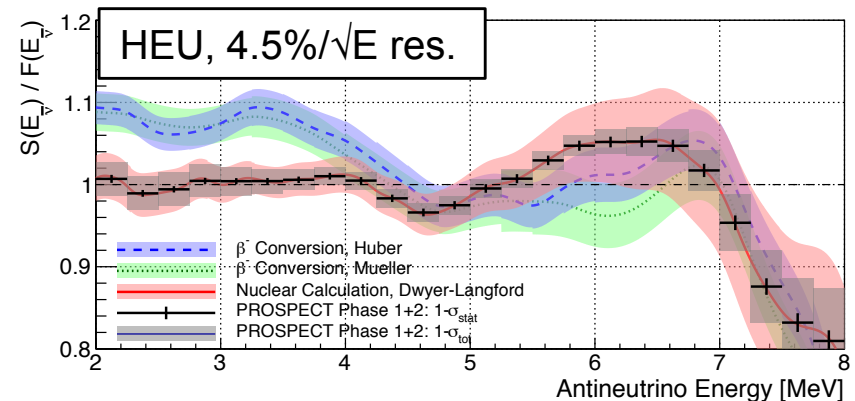 HEU, 4.5%/√E res.
S(E_ν̅) / F(E_ν̅)
1.2
1.1
1
0.9
0.8
β⁻ Conversion, Huber
β⁻ Conversion, Mueller
Nuclear Calculation, Dwyer-Langford
PROSPECT Phase 1+2: 1-σ_stat
PROSPECT Phase 1+2: 1-σ_tot
2 3 4 5 6 7 8
Antineutrino Energy [MeV]